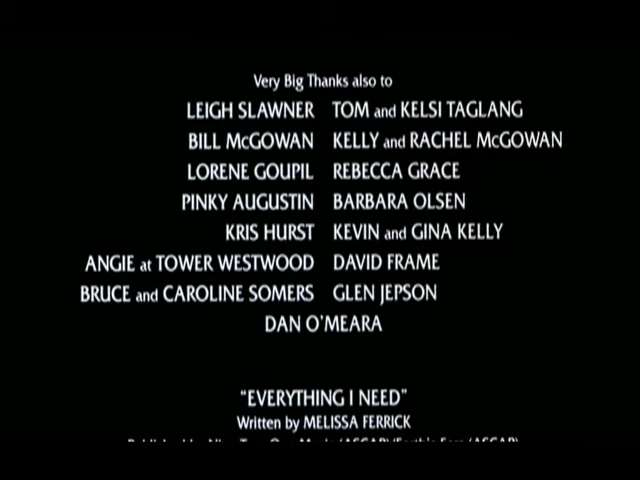 Very Big Thanks also to
LEIGH SLAWNER TOM and KELSI TAGLANG
BILL McGOWAN KELLY and RACHEL McGOWAN
LORENE GOUPIL REBECCA GRACE
PINKY AUGUSTIN BARBARA OLSEN
KRIS HURST KEVIN and GINA KELLY
ANGIE at TOWER WESTWOOD DAVID FRAME
BRUCE and CAROLINE SOMERS GLEN JEPSON
DAN O'MEARA
"EVERYTHING I NEED"
Written by MELISSA FERRICK